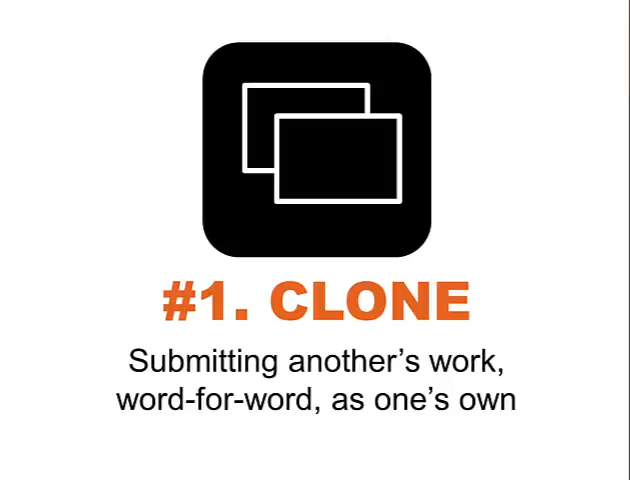 #1. CLONE
Submitting another’s work,
word-for-word, as one’s own